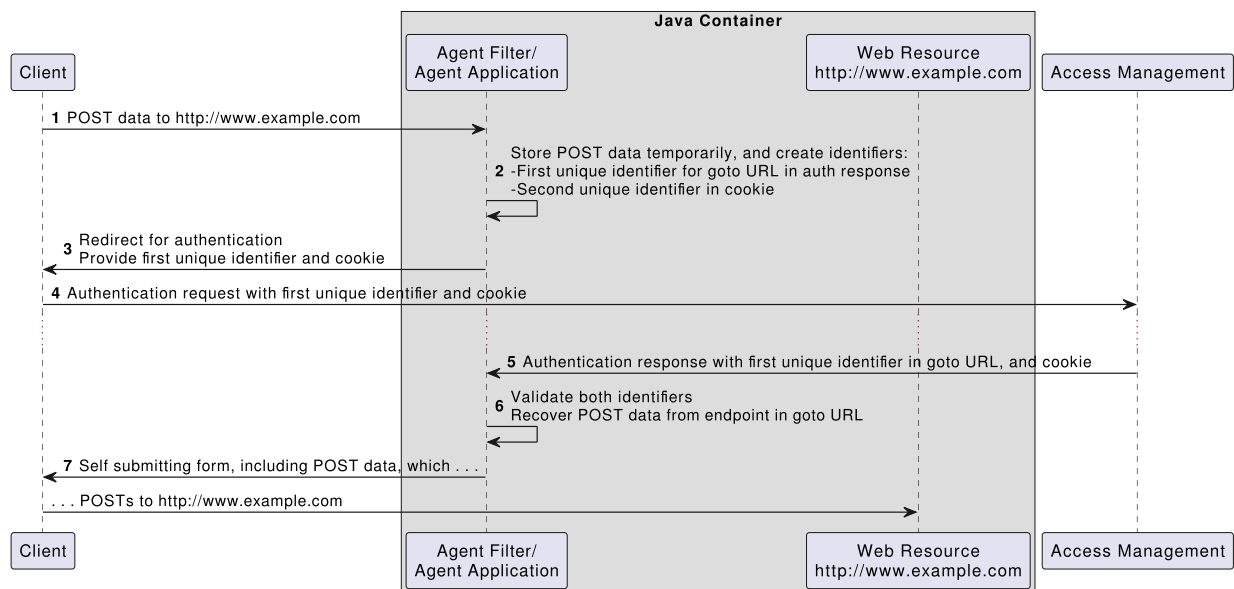 Java Container
Client
Agent Filter/
Agent Application
Web Resource
http://www.example.com
Access Management
1 POST data to http://www.example.com
Store POST data temporarily, and create identifiers:
2 -First unique identifier for goto URL in auth response
-Second unique identifier in cookie
Redirect for authentication
3 Provide first unique identifier and cookie
4 Authentication request with first unique identifier and cookie
5 Authentication response with first unique identifier in goto URL, and cookie
Validate both identifiers
6 Recover POST data from endpoint in goto URL
7 Self submitting form, including POST data, which . . .
. . . POSTs to http://www.example.com
Client
Agent Filter/
Agent Application
Web Resource
http://www.example.com
Access Management